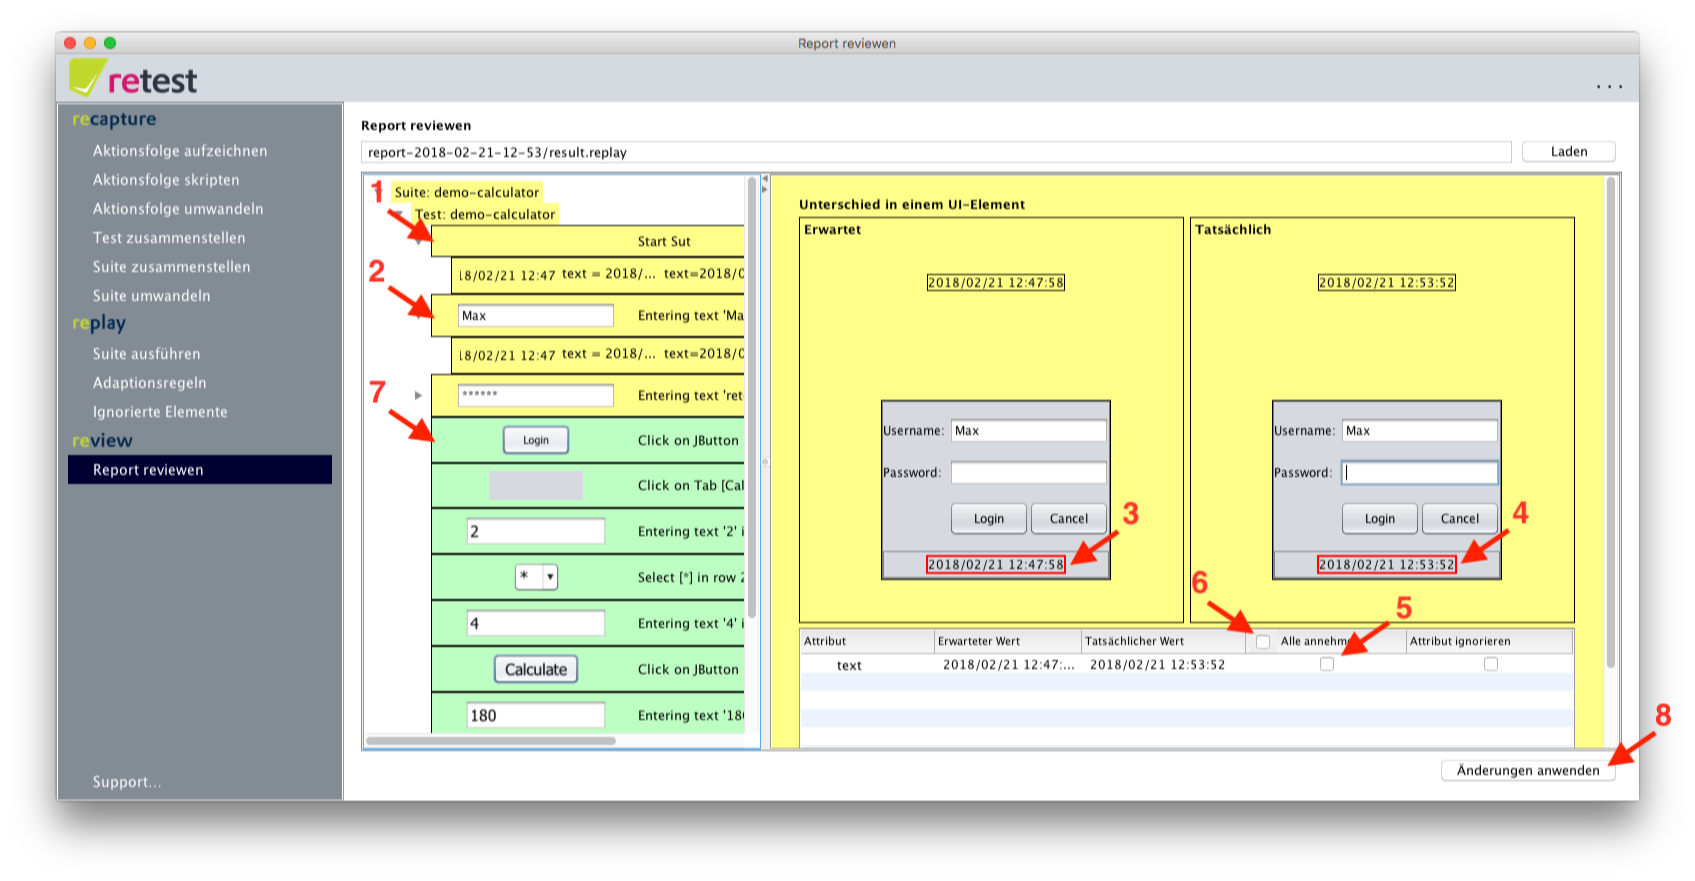 Report reviewen
retest
...
recapture
Aktionsfolge aufzeichnen
Aktionsfolge skripten
Aktionsfolge umwandeln
Test zusammenstellen
Suite zusammenstellen
Suite umwandeln
replay
Suite ausführen
Adaptionsregeln
Ignorierte Elemente
review
Report reviewen
Support...
Report reviewen
report-2018-02-21-12-53/result.replay
Laden
1
Suite: demo-calculator
Test: demo-calculator
Start Sut
2
18/02/21 12:47 text = 2018/... text=2018/0
Max Entering text 'Ma
18/02/21 12:47 text = 2018/... text=2018/0
7
****** Entering text 'ret
Login Click on JButton
Click on Tab [Cal
2 Entering text '2' i
* Select [*] in row 2
4 Entering text '4' i
Calculate Click on JButton
180 Entering text '180
Unterschied in einem UI-Element
Erwartet
2018/02/21 12:47:58
Username: Max
Password:
Login Cancel
3
2018/02/21 12:47:58
Tatsächlich
2018/02/21 12:53:52
Username: Max
Password:
Login Cancel
4
2018/02/21 12:53:52
6
5
Attribut Erwarteter Wert Tatsächlicher Wert Alle annehm Attribut ignorieren
text 2018/02/21 12:47:... 2018/02/21 12:53:52
8
Änderungen anwenden